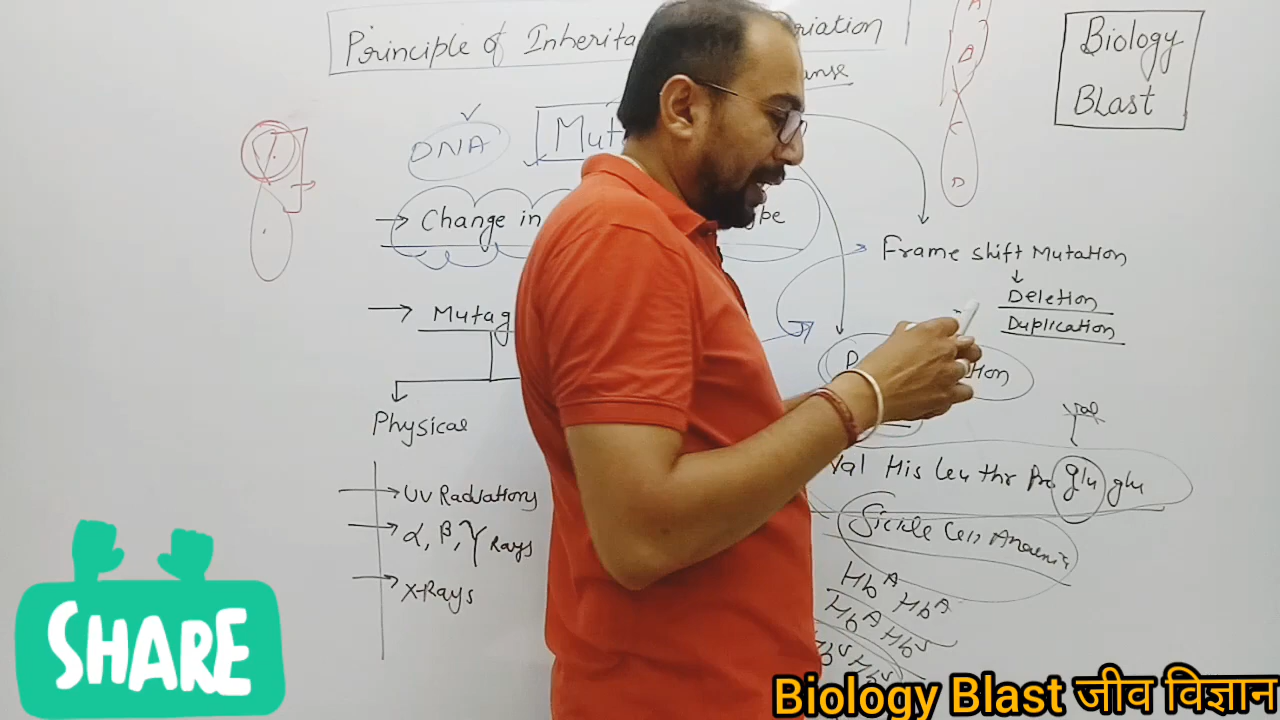 Principle of Inherita riation
Biology
BLast
DNA
Mut
Change in
Frame shift Mutation
Deletion
Duplication
Mutag
Physical
Val
Val His Leu thr Pro glu glu
UV Radiations
α, β, γ Rays
X-Rays
Sickle Cell Anaemia
Hb^A Hb^A
A
B
C
D
SHARE
Biology Blast जीव विज्ञान